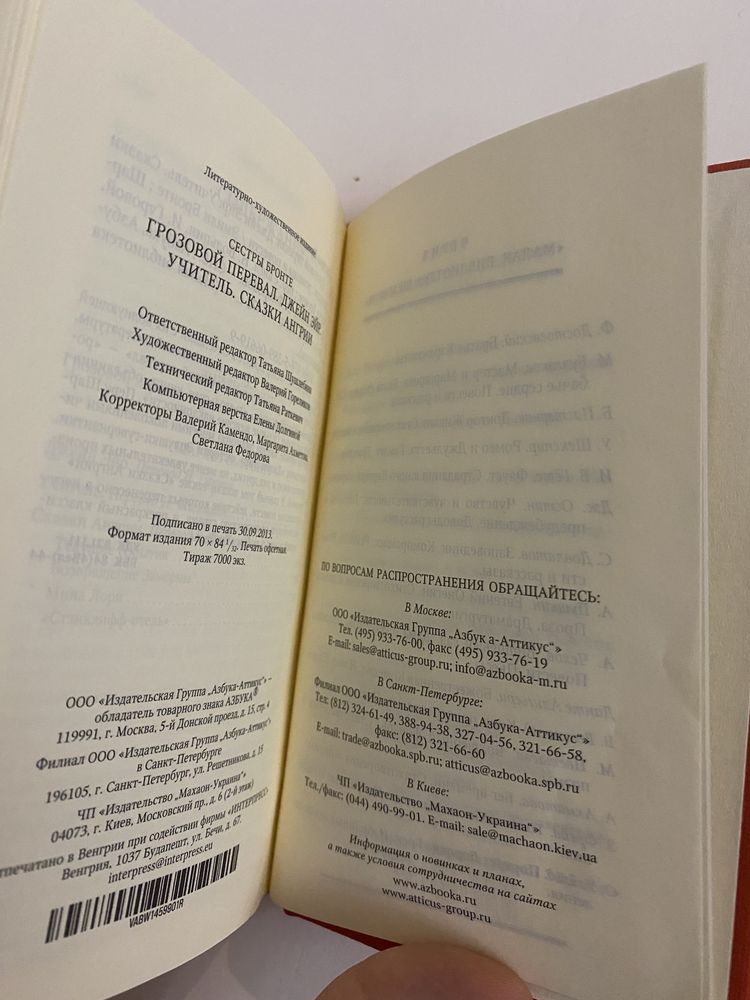 Литературно-художественное издание
СЕСТРЫ БРОНТЕ
ГРОЗОВОЙ ПЕРЕВАЛ. ДЖЕЙН ЭЙР.
УЧИТЕЛЬ. СКАЗКИ АНГРИИ
Ответственный редактор Татьяна Шушлебина
Художественный редактор Валерий Гореликов
Технический редактор Татьяна Раткевич
Компьютерная верстка Елены Долгиной
Корректоры Валерий Камендо, Маргарита Ахметова,
Светлана Федорова
Подписано в печать 30.09.2013.
Формат издания 70 × 84 1/32. Печать офсетная.
Тираж 7000 экз.
ООО «Издательская Группа „Азбука-Аттикус“» –
обладатель товарного знака АЗБУКА®
119991, г. Москва, 5-й Донской проезд, д. 15, стр. 4
Филиал ООО «Издательская Группа „Азбука-Аттикус“»
в Санкт-Петербурге
196105, г. Санкт-Петербург, ул. Решетникова, д. 15
ЧП «Издательство „Махаон-Украина“»
04073, г. Киев, Московский пр., д. 6 (2-й этаж)
тпечатано в Венгрии при содействии фирмы «ИНТЕРПРЕСС»
Венгрия, 1037 Будапешт, ул. Бечи, д. 67.
interpress@interpress.eu
VABW1459901R
ПО ВОПРОСАМ РАСПРОСТРАНЕНИЯ ОБРАЩАЙТЕСЬ:
В Москве:
ООО «Издательская Группа „Азбук а-Аттикус“»
Тел. (495) 933-76-00, факс (495) 933-76-19
E-mail: sales@atticus-group.ru; info@azbooka-m.ru
В Санкт-Петербурге:
Филиал ООО «Издательская Группа „Азбука-Аттикус“»
Тел: (812) 324-61-49, 388-94-38, 327-04-56, 321-66-58,
факс: (812) 321-66-60
E-mail: trade@azbooka.spb.ru; atticus@azbooka.spb.ru
В Киеве:
ЧП «Издательство „Махаон-Украина“»
Тел./факс: (044) 490-99-01. E-mail: sale@machaon.kiev.ua
Информация о новинках и планах,
а также условия сотрудничества на сайтах
www.azbooka.ru
www.atticus-group.ru